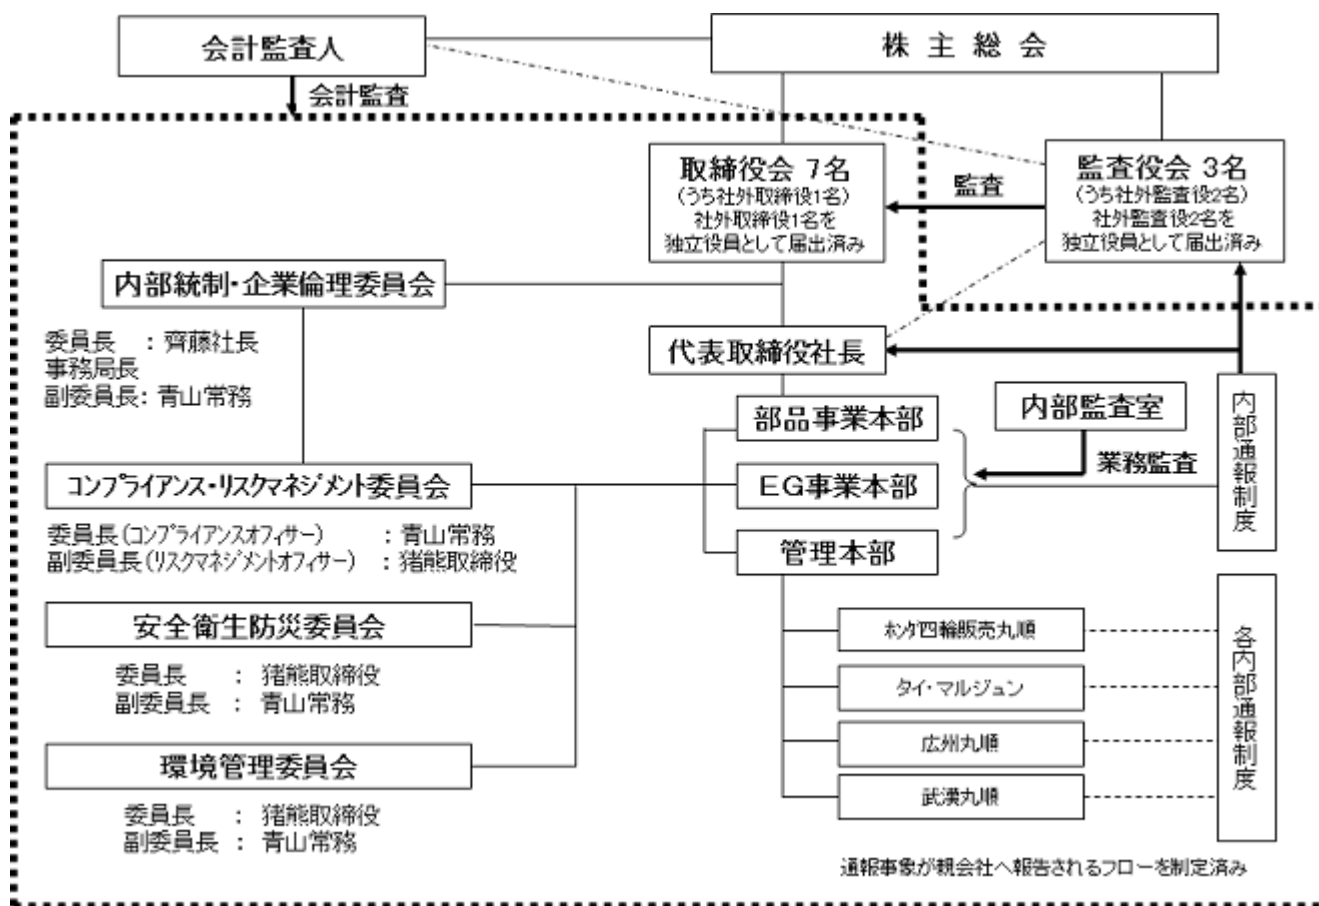 会計監査人
株主総会
会計監査
取締役会 7名
(うち社外取締役1名)
社外取締役1名を
独立役員として届出済み
監査
監査役会 3名
(うち社外監査役2名)
社外監査役2名を
独立役員として届出済み
内部統制・企業倫理委員会
委員長 : 齊藤社長
事務局長
副委員長: 青山常務
代表取締役社長
部品事業本部
内部監査室
内部通報制度
業務監査
コンプライアンス・リスクマネジメント委員会
EG事業本部
委員長(コンプライアンスオフィサー) : 青山常務
副委員長(リスクマネジメントオフィサー) : 猪熊取締役
管理本部
安全衛生防災委員会
委員長 : 猪熊取締役
副委員長 : 青山常務
環境管理委員会
委員長 : 猪熊取締役
副委員長 : 青山常務
ホンダ四輪販売丸順
タイ・マルジュン
広州丸順
武漢丸順
各内部通報制度
通報事象が親会社へ報告されるフローを制定済み